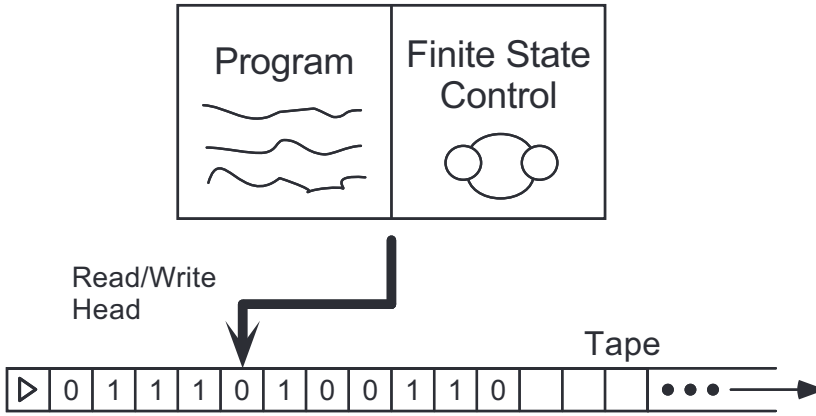 Program
Finite State
Control
Read/Write
Head
Tape
▷ 0 1 1 1 0 1 0 0 1 1 0